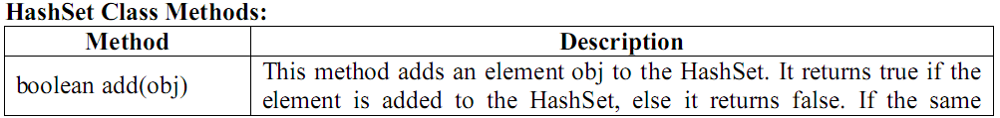 HashSet Class Methods:
Method Description
boolean add(obj) This method adds an element obj to the HashSet. It returns true if the
element is added to the HashSet, else it returns false. If the same